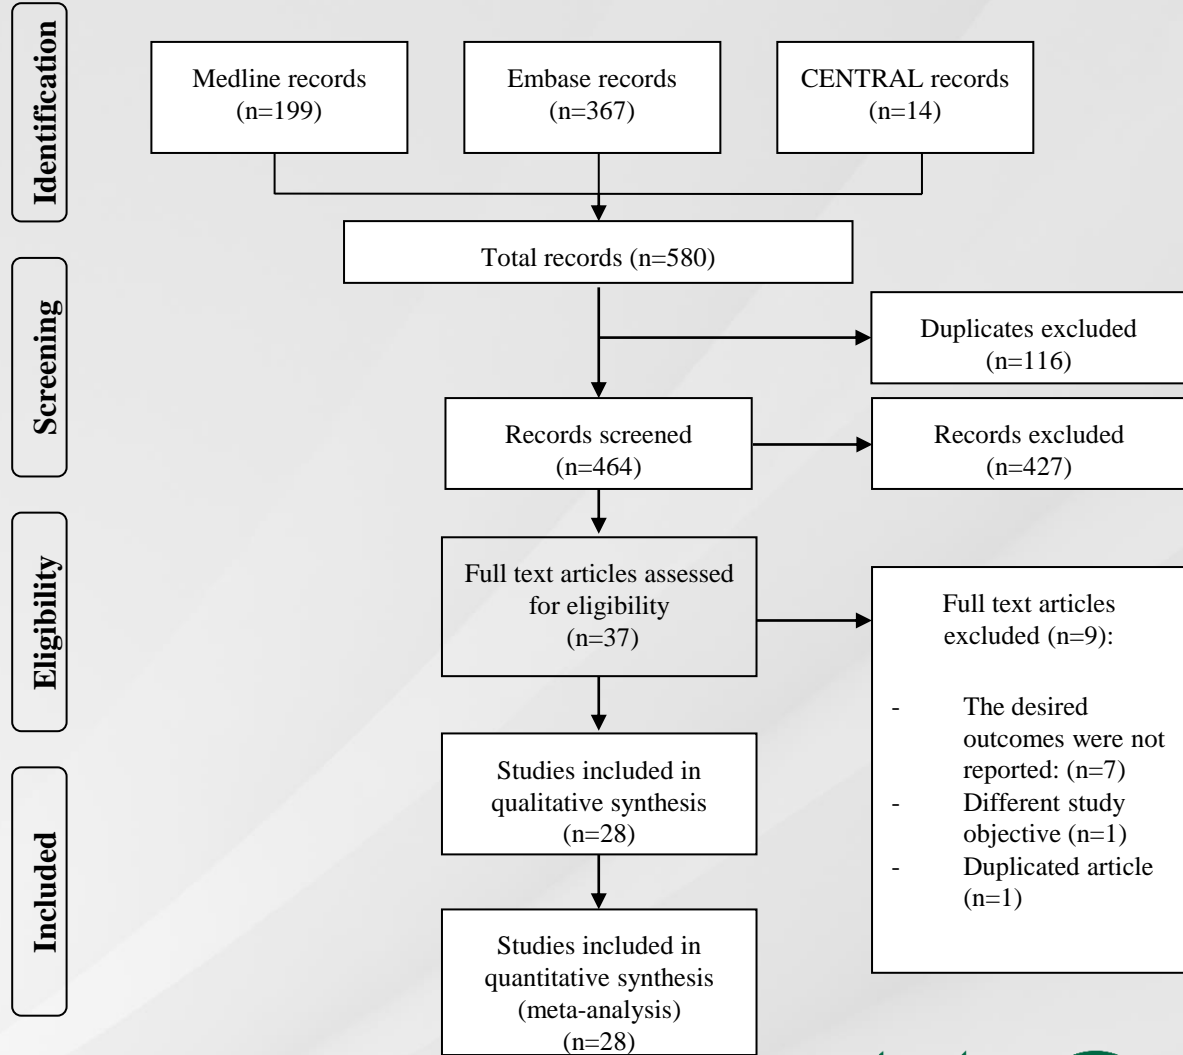 Identification
Medline records
(n=199)
Embase records
(n=367)
CENTRAL records
(n=14)
Total records (n=580)
Screening
Duplicates excluded
(n=116)
Records screened
(n=464)
Records excluded
(n=427)
Eligibility
Full text articles assessed
for eligibility
(n=37)
Full text articles
excluded (n=9):
- The desired
outcomes were not
reported: (n=7)
- Different study
objective (n=1)
- Duplicated article
(n=1)
Included
Studies included in
qualitative synthesis
(n=28)
Studies included in
quantitative synthesis
(meta-analysis)
(n=28)